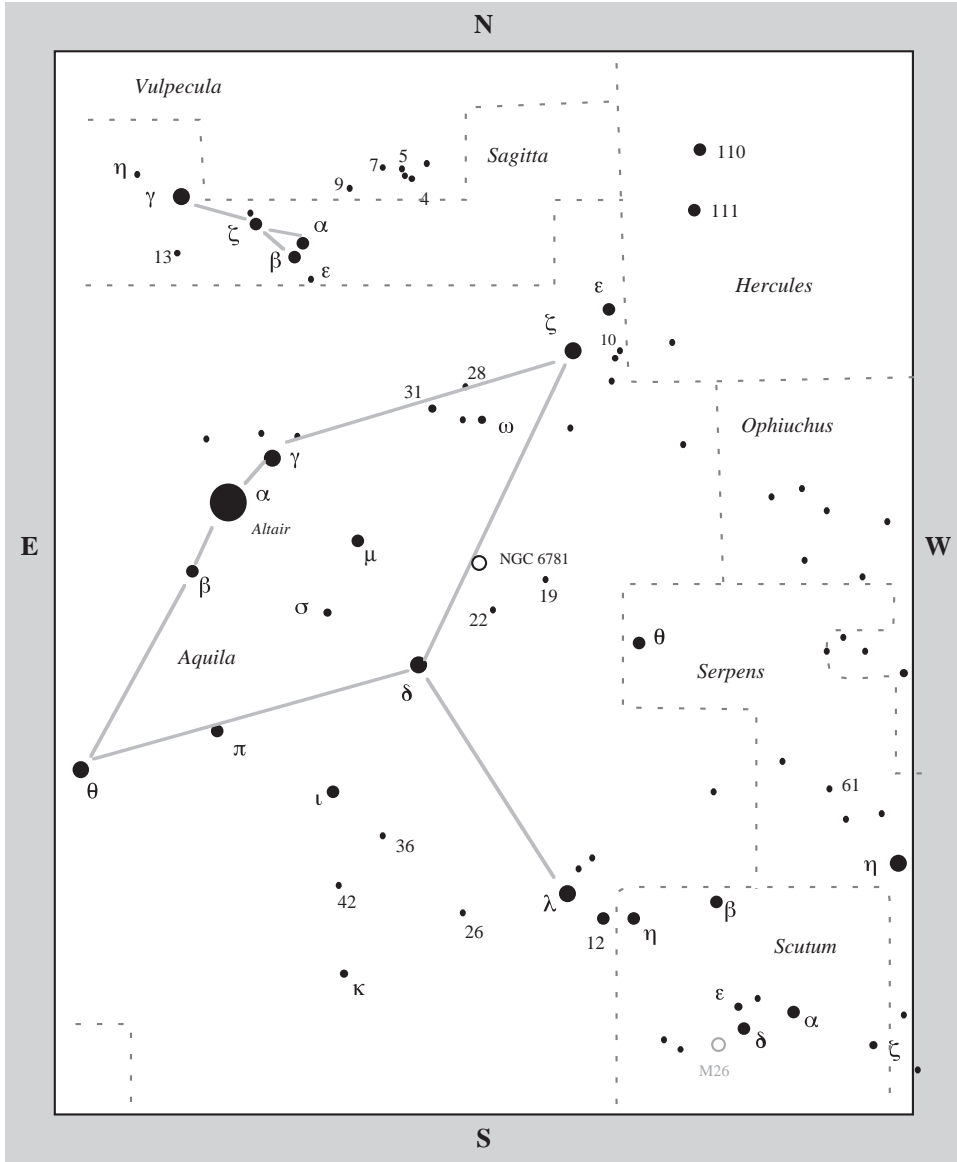 N
Vulpecula
5
7
Sagitta
110
η
γ
9
4
111
ζ
α
13
β
ε
Hercules
ε
ζ
10
28
31
ω
Ophiuchus
γ
α
Altair
E
W
μ
NGC 6781
β
19
σ
22
θ
Aquila
Serpens
δ
π
θ
61
ι
36
η
42
λ
β
26
12
η
Scutum
κ
ε
α
δ
ζ
M26
S